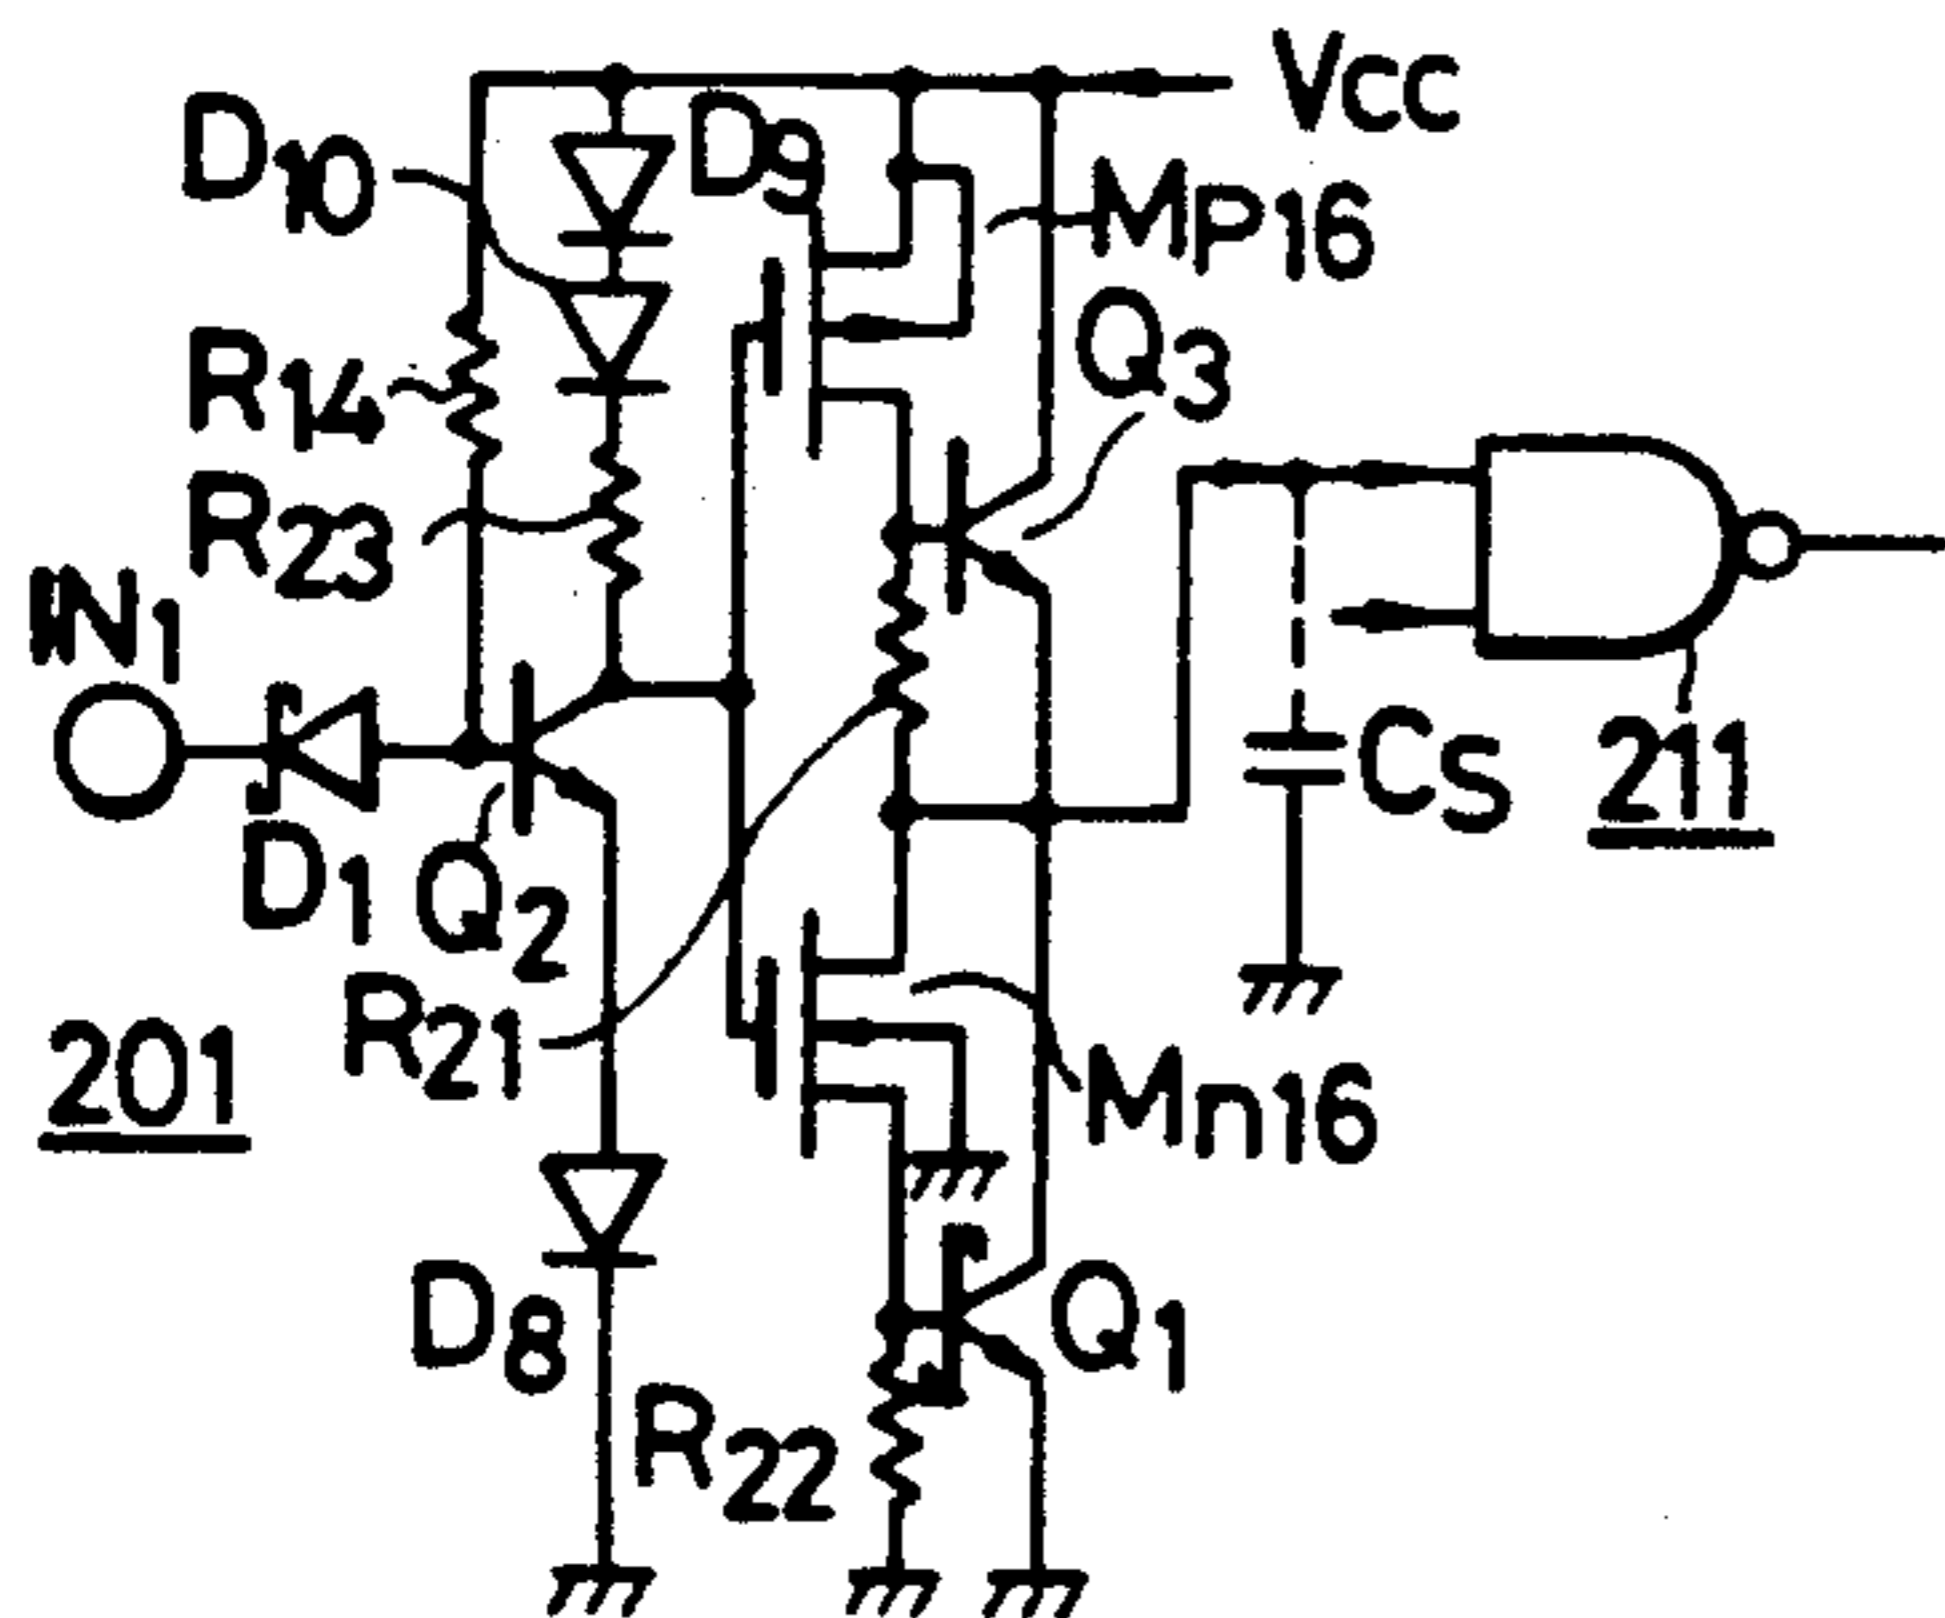 Vcc
D10
D9
MP16
R14
Q3
R23
IN1
D1
Q2
Cs
211
R21
201
Mn16
D8
Q1
R22